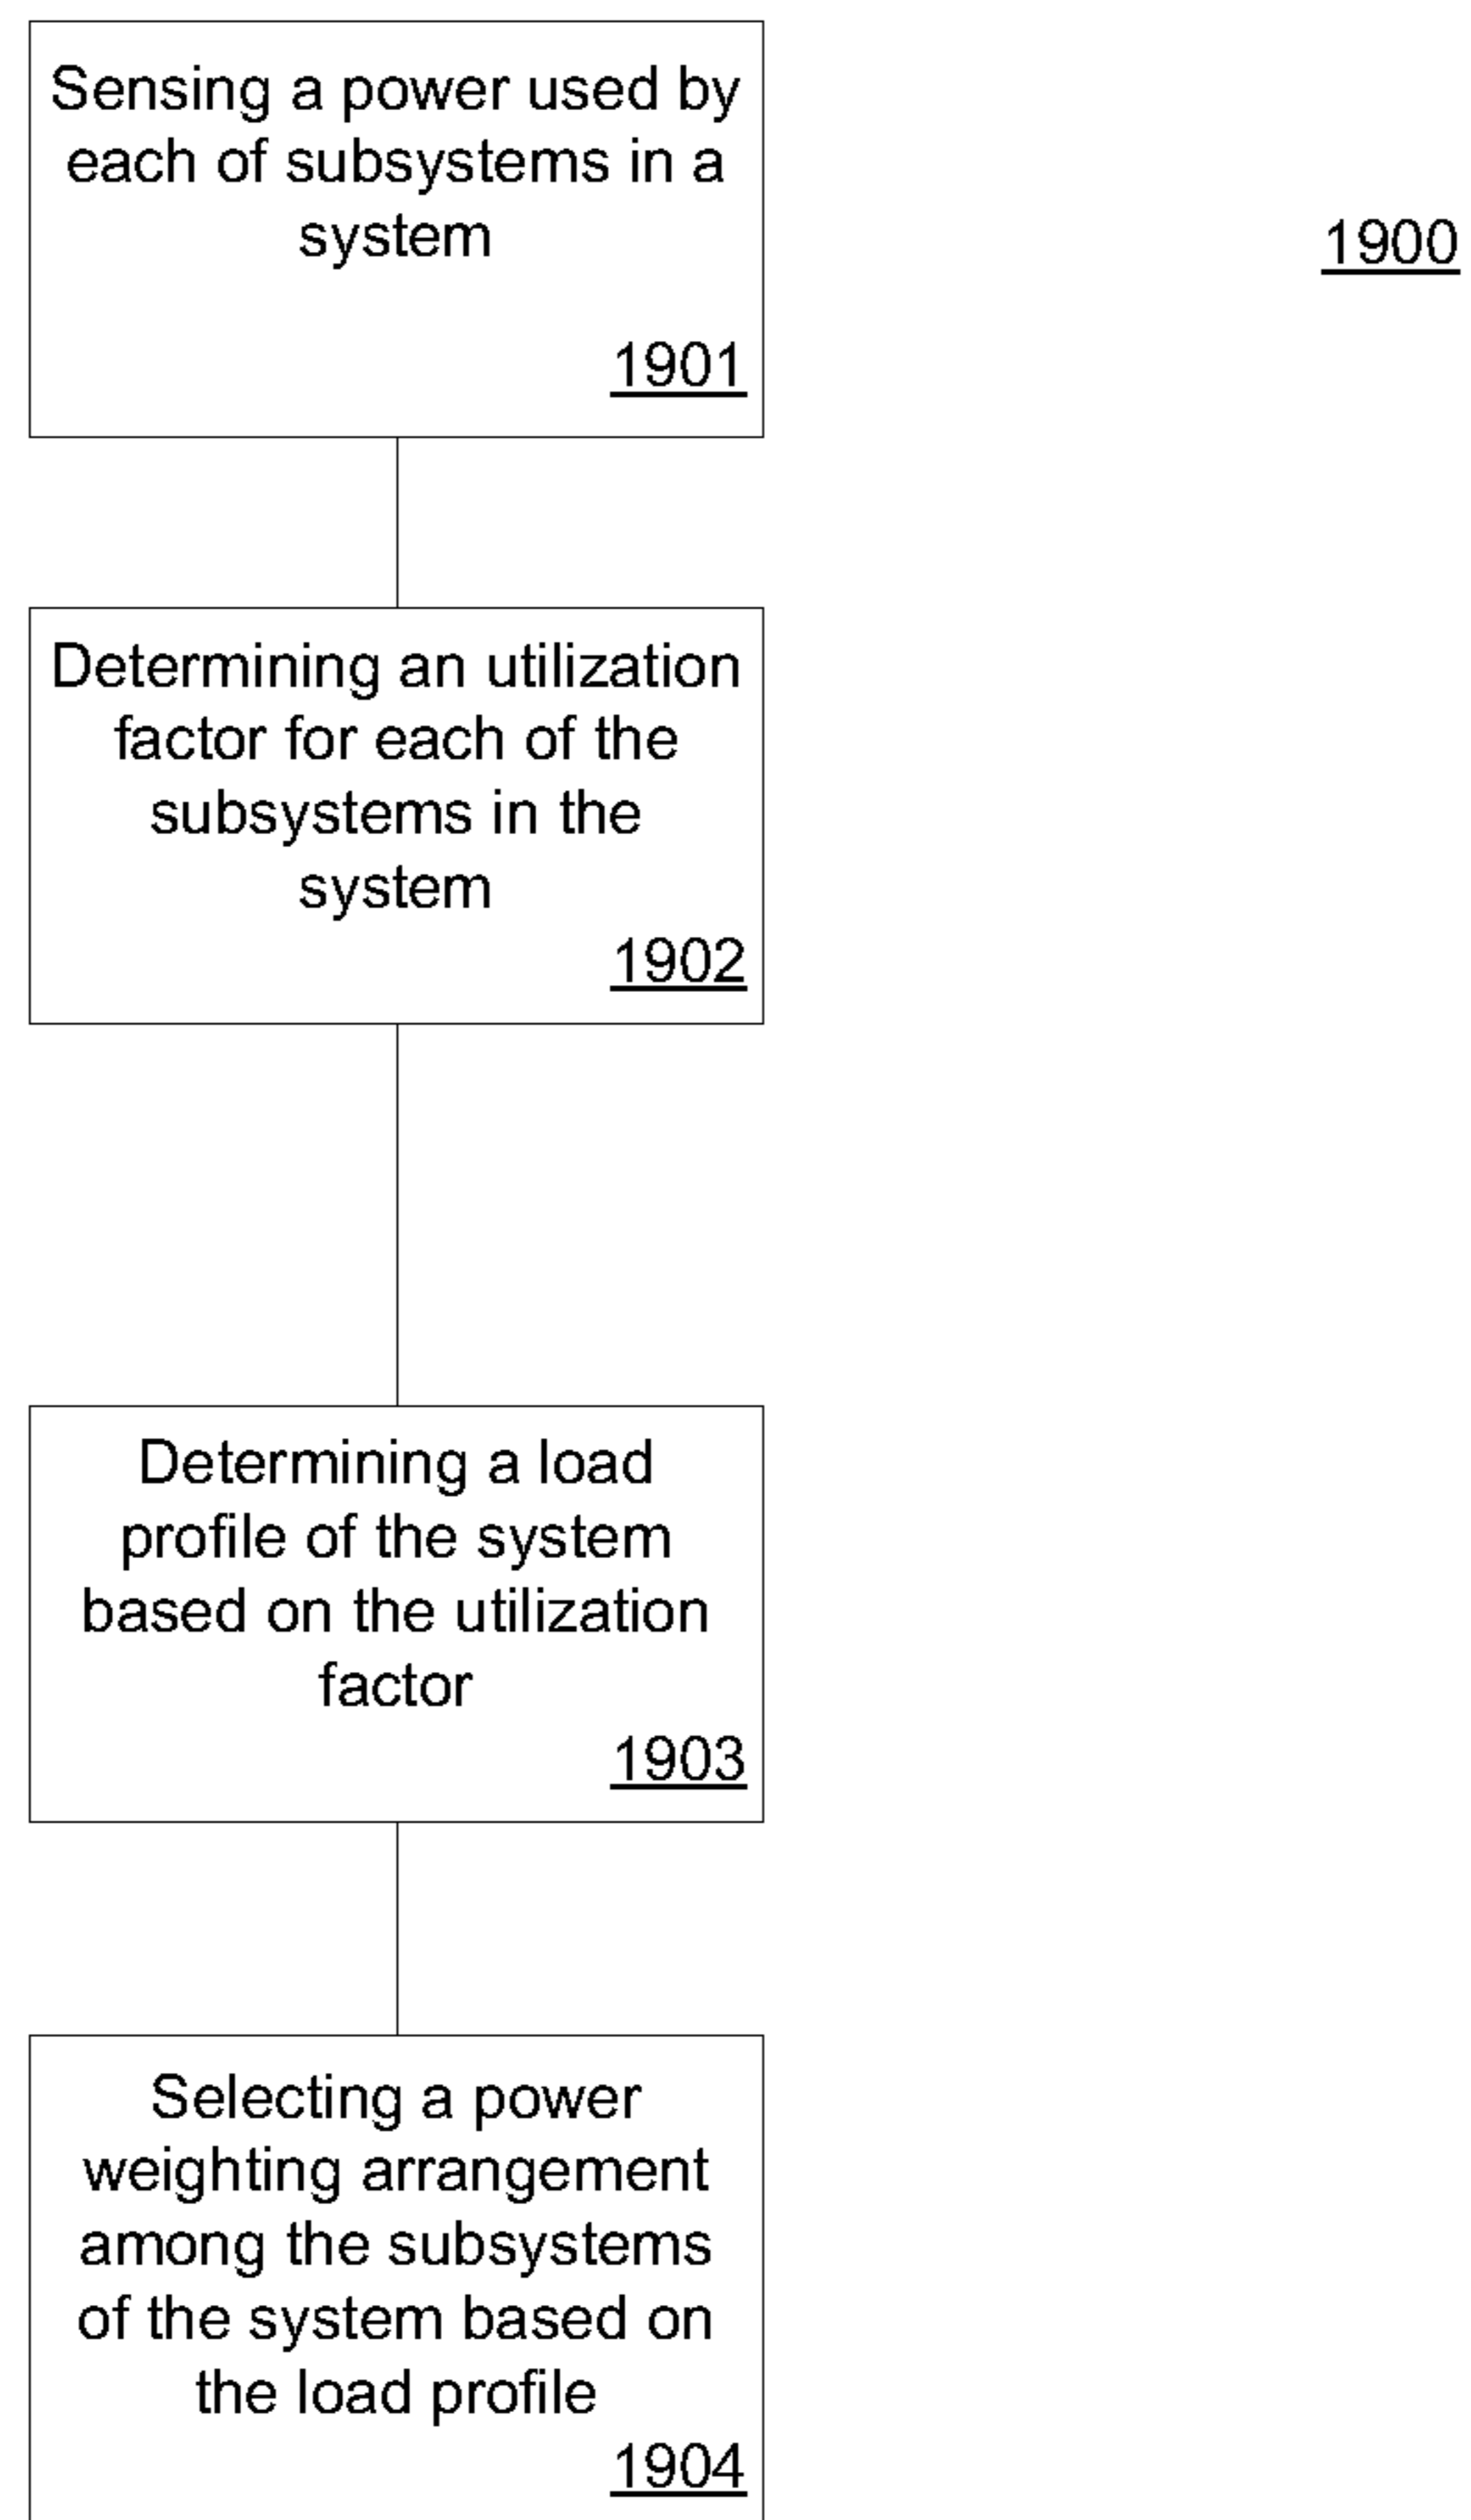 Sensing a power used by
each of subsystems in a
system
1900
1901
Determining an utilization
factor for each of the
subsystems in the
system
1902
Determining a load
profile of the system
based on the utilization
factor
1903
Selecting a power
weighting arrangement
among the subsystems
of the system based on
the load profile
1904